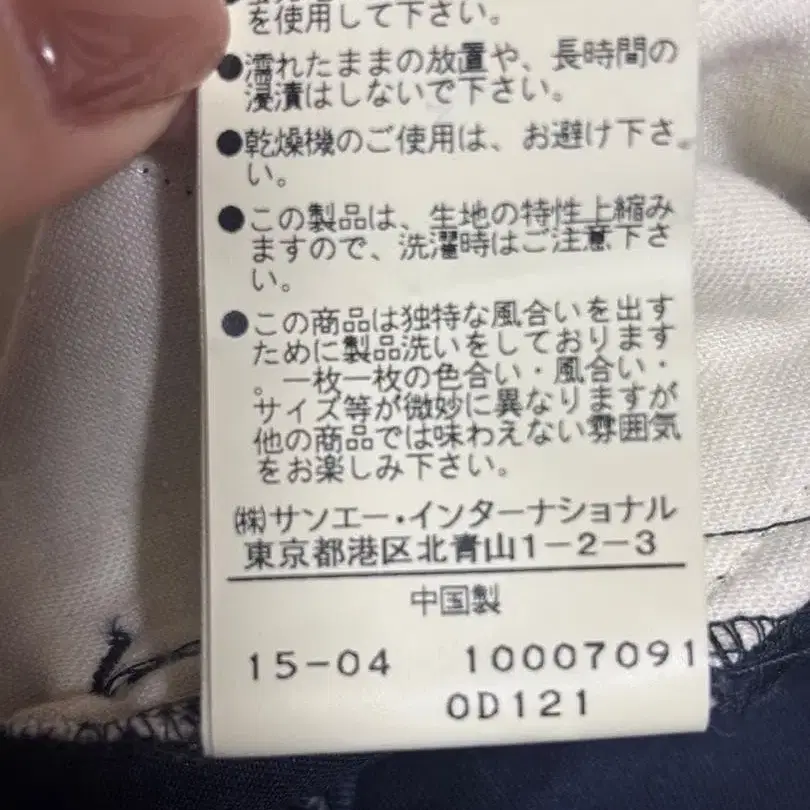 を使用して下さい。
●濡れたままの放置や、長時間の
浸漬はしないで下さい。
●乾燥機のご使用は、お避け下さ
い。
●この製品は、生地の特性上縮み
ますので、洗濯時はご注意下さ
い。
●この商品は独特な風合いを出す
ために製品洗いをしております
。一枚一枚の色合い・風合い・
サイズ等が微妙に異なりますが
他の商品では味わえない雰囲気
をお楽しみ下さい。
㈱サンエー・インターナショナル
東京都港区北青山1-2-3
中国製
15-04 10007091
OD121